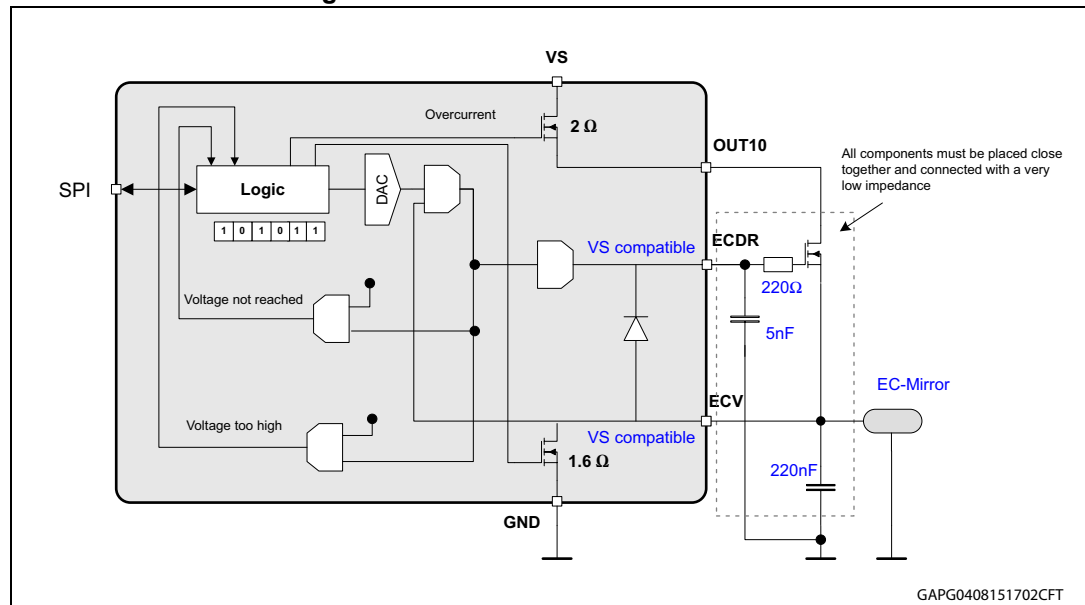 VS
Overcurrent
2 Ω
OUT10
All components must be placed close
together and connected with a very
low impedance
SPI
Logic
DAC
1 0 1 0 1 1
VS compatible
ECDR
220Ω
Voltage not reached
5nF
EC-Mirror
ECV
Voltage too high
VS compatible
1.6 Ω
220nF
GND
GAPG0408151702CFT